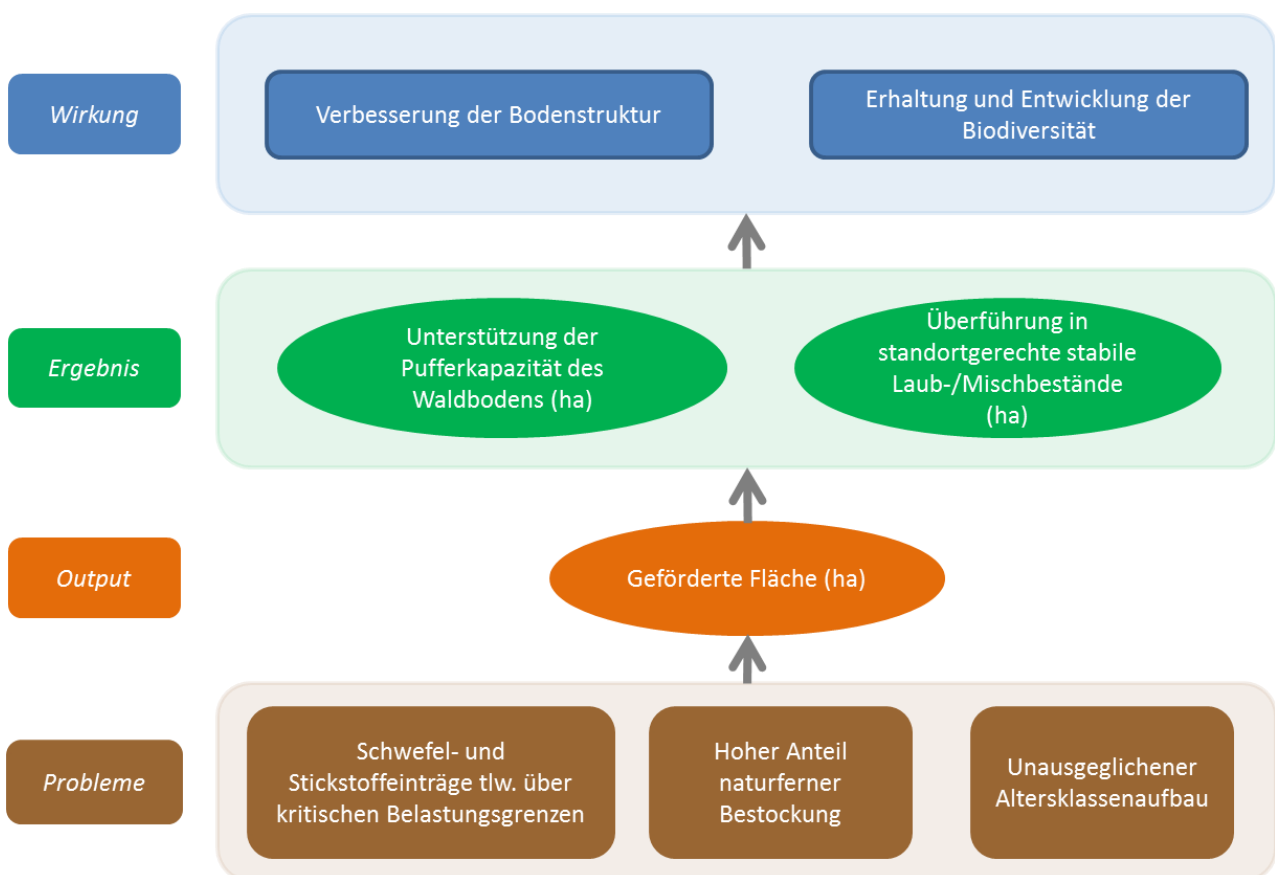 Wirkung
Verbesserung der Bodenstruktur
Erhaltung und Entwicklung der
Biodiversität
Ergebnis
Unterstützung der
Pufferkapazität des
Waldbodens (ha)
Überführung in
standortgerechte stabile
Laub-/Mischbestände
(ha)
Output
Geförderte Fläche (ha)
Probleme
Schwefel- und
Stickstoffeinträge tlw. über
kritischen Belastungsgrenzen
Hoher Anteil
naturferner
Bestockung
Unausgeglichener
Altersklassenaufbau